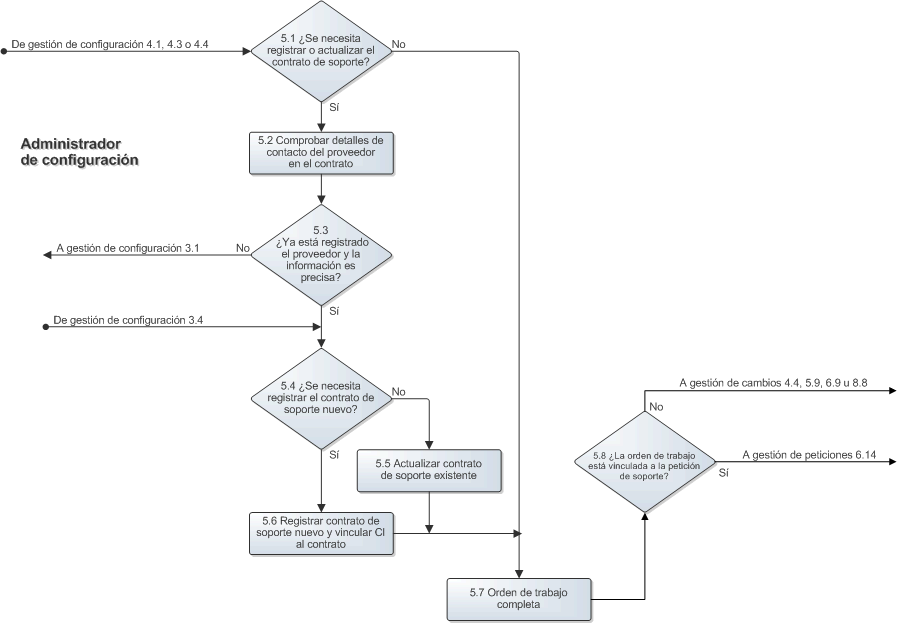 De gestión de configuración 4.1, 4.3 o 4.4
5.1 ¿Se necesita
registrar o actualizar el
contrato de soporte?
No
Sí
Administrador
de configuración
5.2 Comprobar detalles de
contacto del proveedor
en el contrato
5.3
¿Ya está registrado
el proveedor y la
información es
precisa?
No
A gestión de configuración 3.1
Sí
De gestión de configuración 3.4
5.4 ¿Se necesita
registrar el contrato de
soporte nuevo?
No
Sí
5.5 Actualizar contrato
de soporte existente
5.6 Registrar contrato de
soporte nuevo y vincular CI
al contrato
5.7 Orden de trabajo
completa
5.8 ¿La orden de trabajo
está vinculada a la petición
de soporte?
No
A gestión de cambios 4.4, 5.9, 6.9 u 8.8
Sí
A gestión de peticiones 6.14